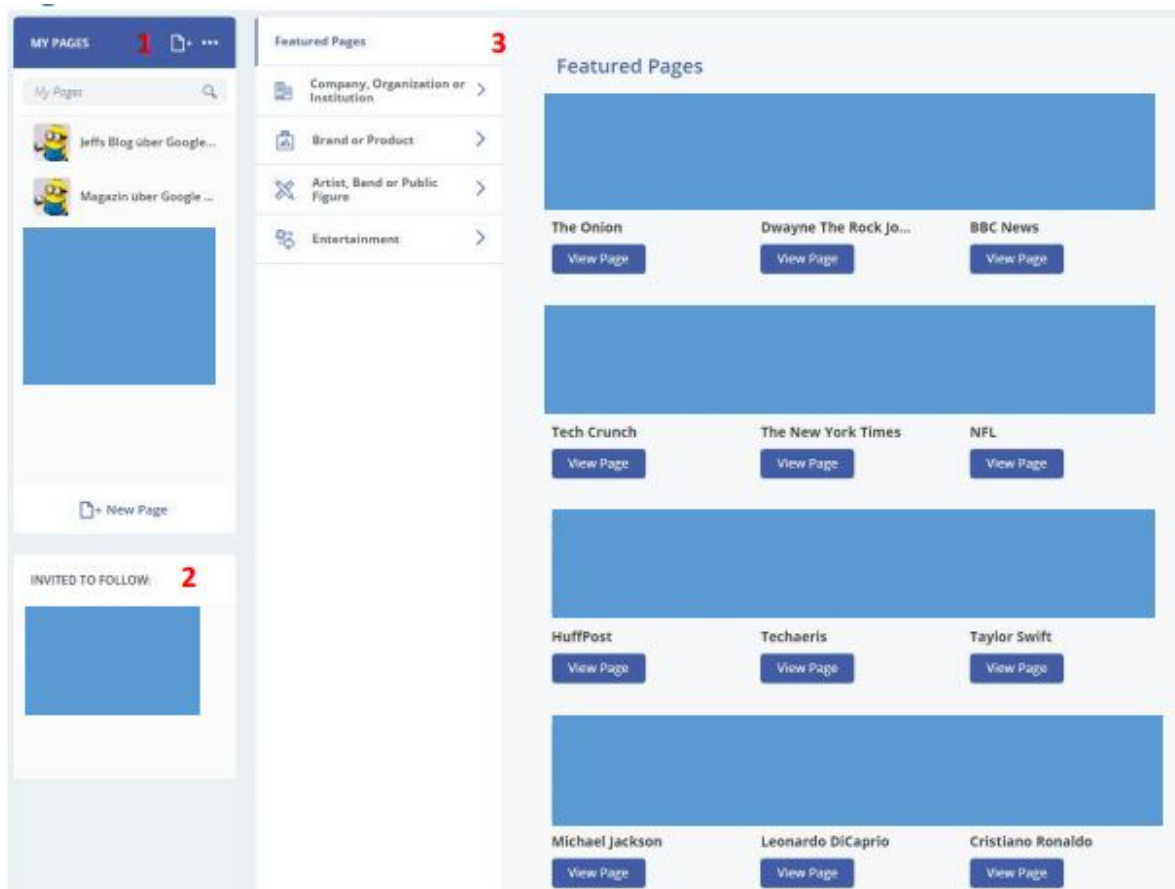 MY PAGES 1
My Pages
Jeffs Blog über Google...
Magazin über Google ...
New Page
INVITED TO FOLLOW: 2
Featured Pages 3
Company, Organization or
Institution
Brand or Product
Artist, Band or Public
Figure
Entertainment
Featured Pages
The Onion Dwayne The Rock Jo... BBC News
View Page View Page View Page
Tech Crunch The New York Times NFL
View Page View Page View Page
HuffPost Techaeris Taylor Swift
View Page View Page View Page
Michael Jackson Leonardo DiCaprio Cristiano Ronaldo
View Page View Page View Page